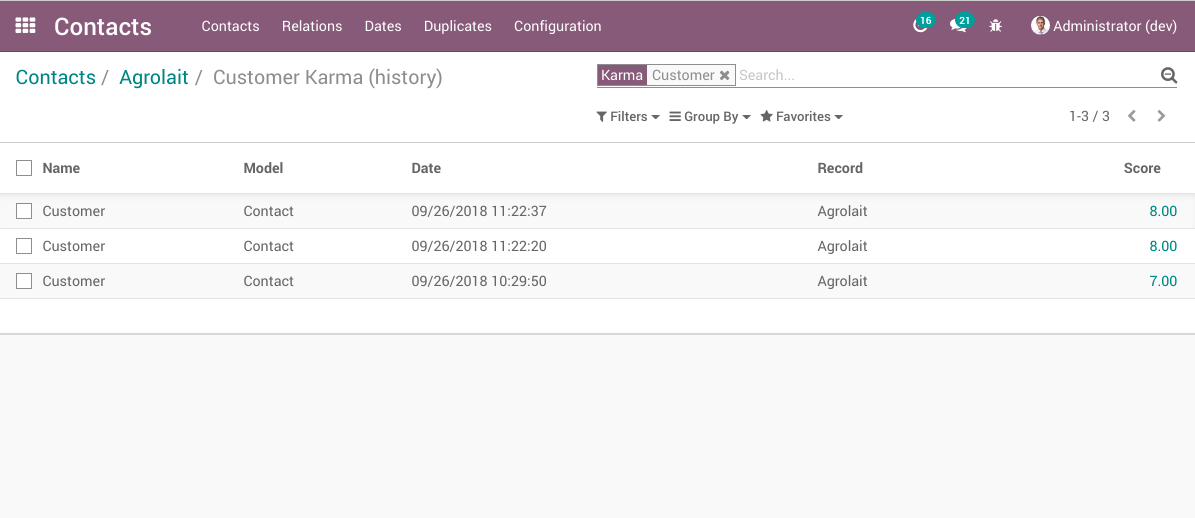 Contacts Contacts Relations Dates Duplicates Configuration 16 21 Administrator (dev)
Contacts / Agrolait / Customer Karma (history) Karma Customer Search...
Filters Group By Favorites 1-3 / 3
Name Model Date Record Score
Customer Contact 09/26/2018 11:22:37 Agrolait 8.00
Customer Contact 09/26/2018 11:22:20 Agrolait 8.00
Customer Contact 09/26/2018 10:29:50 Agrolait 7.00